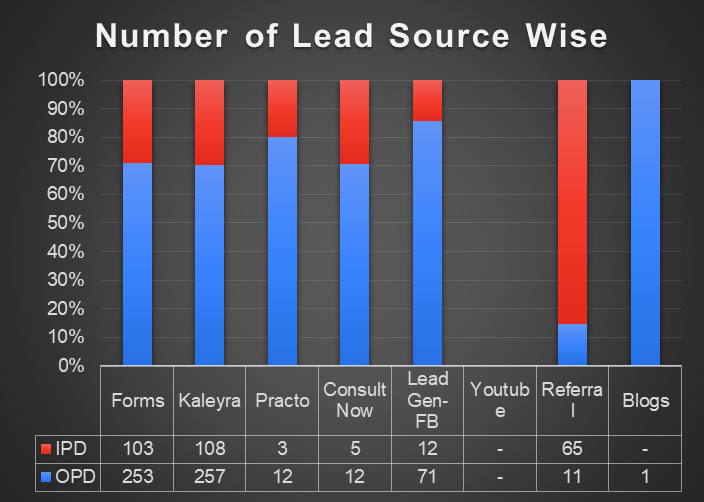 Number of Lead Source Wise
100%
90%
80%
70%
60%
50%
40%
30%
20%
10%
0%
Forms Kaleyra Practo Consult Now Lead Gen-FB Youtube Referral Blogs
IPD 103 108 3 5 12 - 65 -
OPD 253 257 12 12 71 - 11 1